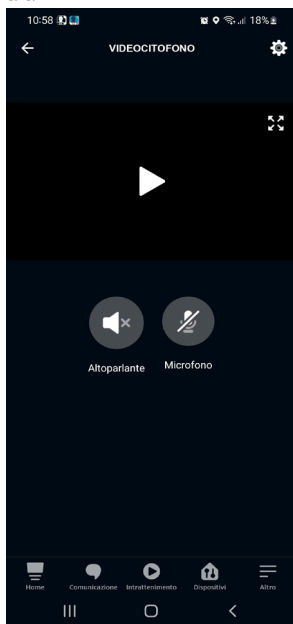 10:58
18%
VIDEOCITOFONO
Altoparlante
Microfono
Home
Comunicazione
Intrattenimento
Dispositivi
Altro